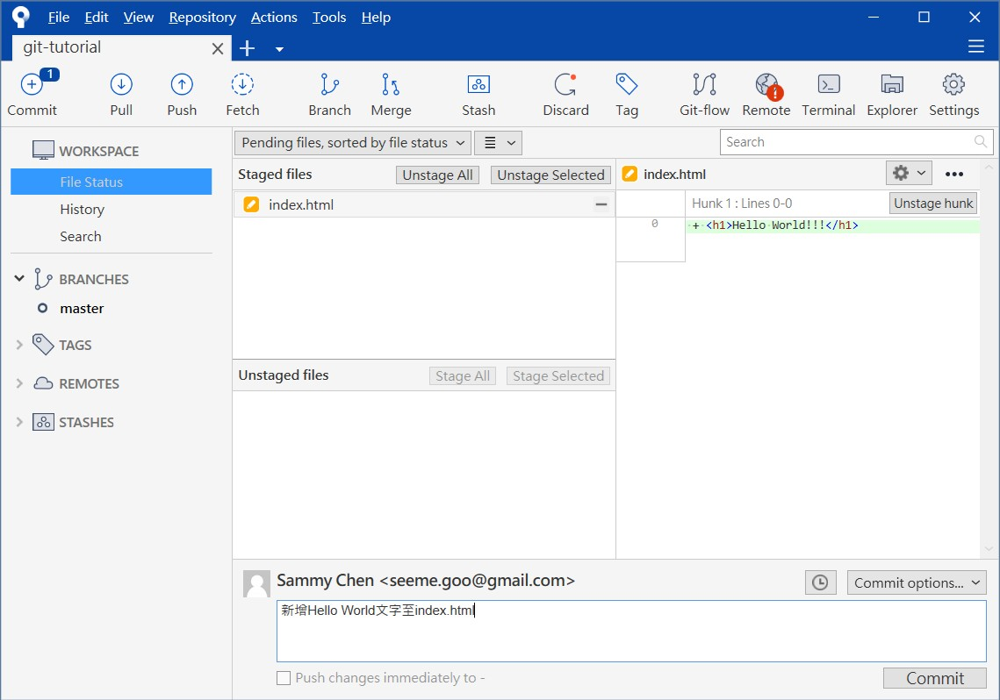 File Edit View Repository Actions Tools Help
git-tutorial
1
Commit Pull Push Fetch Branch Merge Stash Discard Tag Git-flow Remote Terminal Explorer Settings
WORKSPACE
File Status
History
Search
BRANCHES
master
TAGS
REMOTES
STASHES
Pending files, sorted by file status
Search
Staged files Unstage All Unstage Selected
index.html
Unstaged files Stage All Stage Selected
index.html
Hunk 1 : Lines 0-0 Unstage hunk
0 + <h1>Hello World!!!</h1>
Sammy Chen <seeme.goo@gmail.com> Commit options...
新增Hello World文字至index.html
Push changes immediately to - Commit